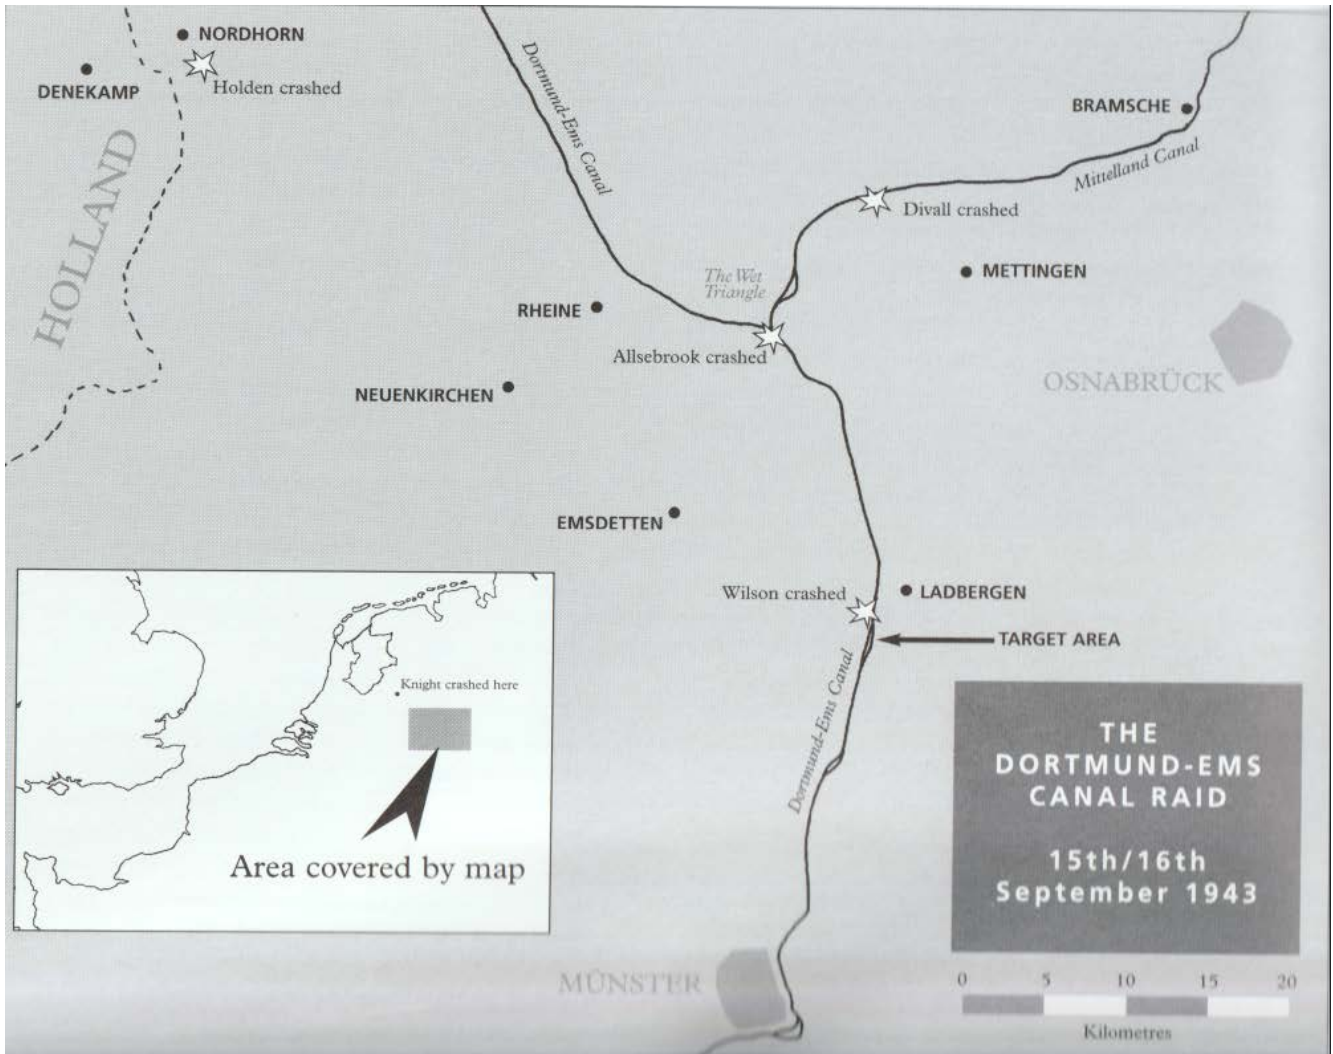 NORDHORN
Holden crashed
DENEKAMP
HOLLAND
Dortmund-Ems Canal
BRAMSCHE
Mittelland Canal
Divall crashed
METTINGEN
The Wet
Triangle
RHEINE
Allsebrook crashed
OSNABRÜCK
NEUENKIRCHEN
EMSDETTEN
Wilson crashed
LADBERGEN
TARGET AREA
Dortmund-Ems Canal
Knight crashed here
Area covered by map
THE
DORTMUND-EMS
CANAL RAID
15th/16th
September 1943
MÜNSTER
0 5 10 15 20
Kilometres